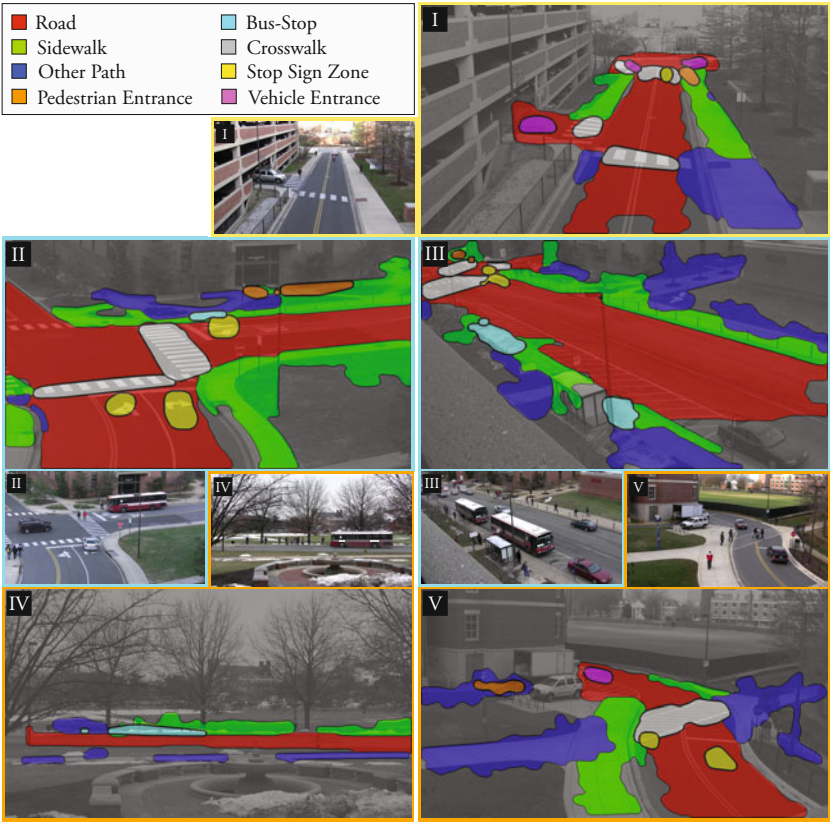 Road
Sidewalk
Other Path
Pedestrian Entrance
Bus-Stop
Crosswalk
Stop Sign Zone
Vehicle Entrance
I
I
II
III
II
IV
III
V
IV
V